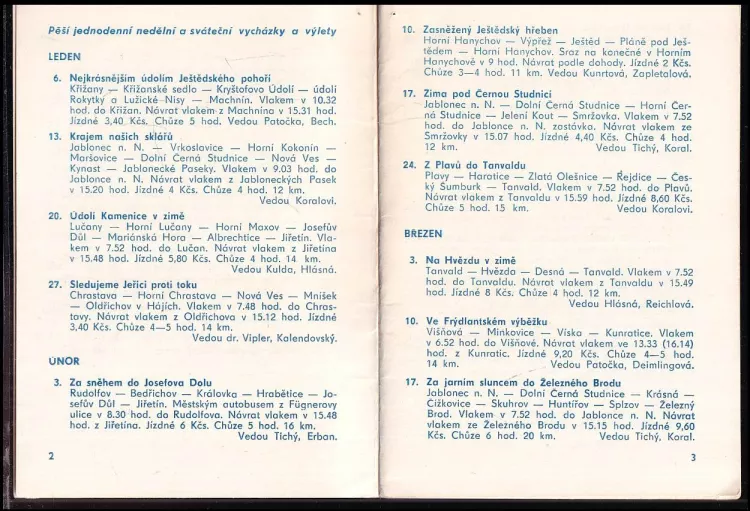 Pěší jednodenní nedělní a sváteční vycházky a výlety
LEDEN
6. Nejkrásnějším údolím Ještědského pohoří
Křižany — Křižanské sedlo — Kryštofovo Údolí — údolí
Rokytky a Lužické Nisy — Machnín. Vlakem v 10.32
hod. do Křižan. Návrat vlakem z Machnína v 15.31 hod.
Jízdné 3,40 Kčs. Chůze 5 hod. Vedou Patočka, Bech.
13. Krajem našich sklářů
Jablonec n. N. — Vrkoslavice — Horní Kokonín —
Maršovice — Dolní Černá Studnice — Nová Ves —
Kynast — Jablonecké Paseky. Vlakem v 9.03 hod. do
Jablonce n. N. Návrat vlakem z Jabloneckých Pasek
v 15.20 hod. Jízdné 4 Kčs. Chůze 4 hod. 12 km.
Vedou Koralovi.
20. Údolí Kamenice v zimě
Lučany — Horní Lučany — Horní Maxov — Josefův
Důl — Mariánská Hora — Albrechtice — Jiřetín. Vla-
kem v 7.52 hod. do Lučan. Návrat vlakem z Jiřetína
v 15.48 hod. Jízdné 5,80 Kčs. Chůze 4 hod. 14 km.
Vedou Kulda, Hlásná.
27. Sledujeme Jeřici proti toku
Chrastava — Horní Chrastava — Nová Ves — Mníšek
— Oldřichov v Hájích. Vlakem v 7.48 hod. do Chras-
tavy. Návrat vlakem z Oldřichova v 15.12 hod. Jízdné
3,40 Kčs. Chůze 4—5 hod. 14 km.
Vedou dr. Vipler, Kalendovský.
ÚNOR
3. Za sněhem do Josefova Dolu
Rudolfov — Bedřichov — Královka — Hrabětice — Jo-
sefův Důl — Jiřetín. Městským autobusem z Fügnerovy
ulice v 8.30 hod. do Rudolfova. Návrat vlakem v 15.48
hod. z Jiřetína. Jízdné 6 Kčs. Chůze 5 hod. 16 km.
Vedou Tichý, Erban.
2
10. Zasněžený Ještědský hřeben
Horní Hanychov — Výpřež — Ještěd — Pláně pod Ješ-
tědem — Horní Hanychov. Sraz na konečné v Horním
Hanychově v 9 hod. Návrat podle dohody. Jízdné 2 Kčs.
Chůze 3—4 hod. 11 km. Vedou Kunrtová, Zapletalová.
17. Zima pod Černou Studnicí
Jablonec n. N. — Dolní Černá Studnice — Horní Čer-
ná Studnice — Jelení Kout — Smržovka. Vlakem v 7.52
hod. do Jablonce n. N. zastávka. Návrat vlakem ze
Smržovky v 15.07 hod. Jízdné 4,40 Kčs. Chůze 4 hod.
12 km. Vedou Tichý, Koral.
24. Z Plavů do Tanvaldu
Plavy — Haratice — Zlatá Olešnice — Řejdice — Čes-
ký Šumburk — Tanvald. Vlakem v 7.52 hod. do Plavů.
Návrat vlakem z Tanvaldu v 15.59 hod. Jízdné 8,60 Kčs.
Chůze 5 hod. 15 km. Vedou Koralovi.
BŘEZEN
3. Na Hvězdu v zimě
Tanvald — Hvězda — Desná — Tanvald. Vlakem v 7.52
hod. do Tanvaldu. Návrat vlakem z Tanvaldu v 15.49
hod. Jízdné 8 Kčs. Chůze 4 hod. 12 km.
Vedou Hlásná, Reichlová.
10. Ve Frýdlantském výběžku
Višňová — Minkovice — Víska — Kunratice. Vlakem
v 6.52 hod. do Višňové. Návrat vlakem ve 13.33 (16.14)
hod. z Kunratic. Jízdné 9,20 Kčs. Chůze 4—5 hod.
14 km. Vedou Patočka, Deimlingová.
17. Za jarním sluncem do Železného Brodu
Jablonec n. N. — Dolní Černá Studnice — Krásná —
Čížkovice — Skuhrov — Huntířov — Splzov — Železný
Brod. Vlakem v 7.52 hod. do Jablonce n. N. Návrat
vlakem ze Železného Brodu v 15.15 hod. Jízdné 9,60
Kčs. Chůze 6 hod. 20 km. Vedou Tichý, Koral.
3